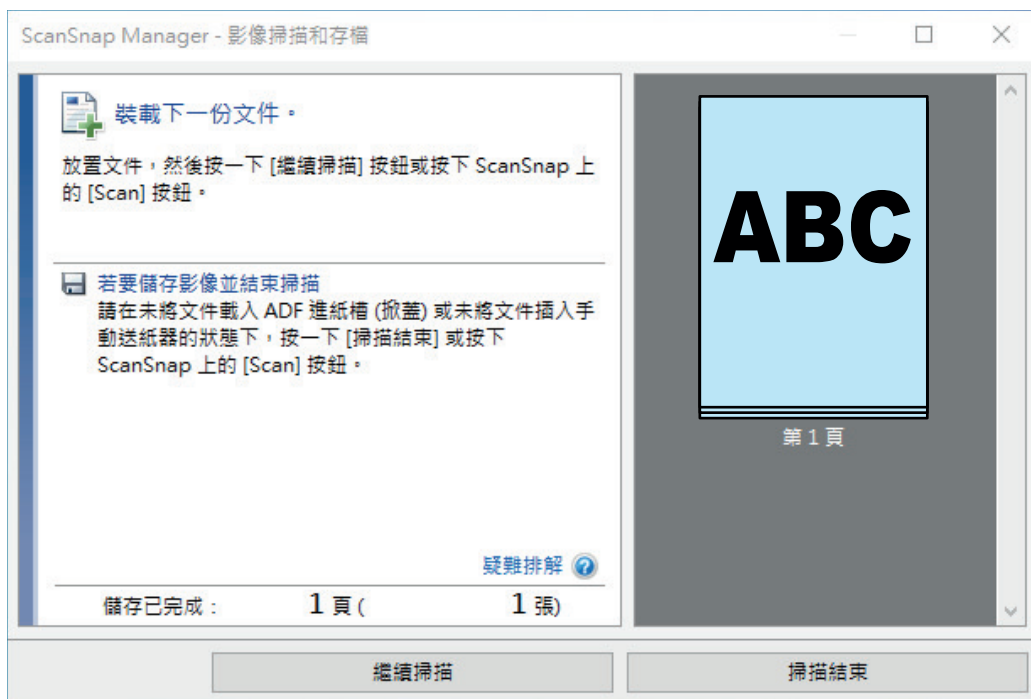 ScanSnap Manager - 影像掃描和存檔
裝載下一份文件。
放置文件，然後按一下 [繼續掃描] 按鈕或按下 ScanSnap 上
的 [Scan] 按鈕。
若要儲存影像並結束掃描
請在未將文件載入 ADF 進紙槽 (掀蓋) 或未將文件插入手
動送紙器的狀態下，按一下 [掃描結束] 或按下
ScanSnap 上的 [Scan] 按鈕。
疑難排解
儲存已完成： 1 頁 ( 1 張)
ABC
第 1 頁
繼續掃描
掃描結束